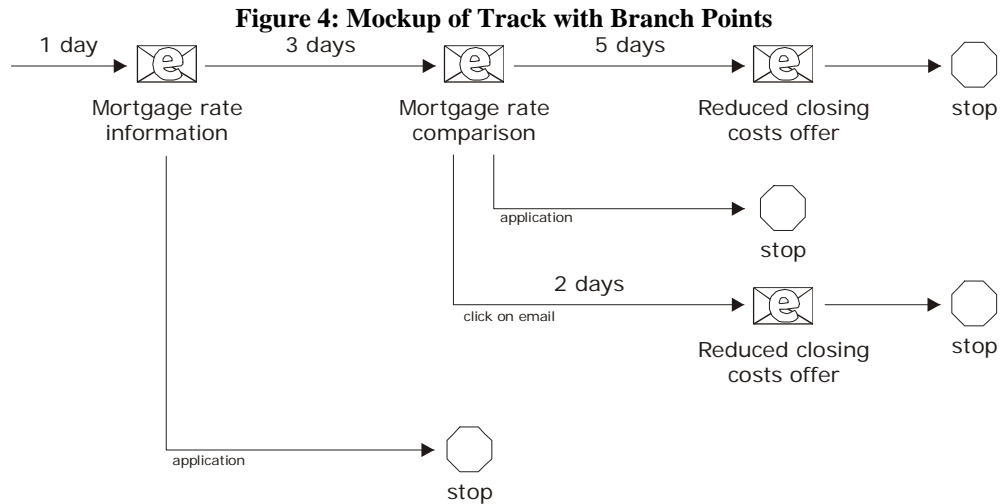 Figure 4: Mockup of Track with Branch Points
1 day
3 days
5 days
e
e
e
Mortgage rate
information
Mortgage rate
comparison
Reduced closing
costs offer
stop
application
stop
2 days
click on email
e
Reduced closing
costs offer
stop
application
stop